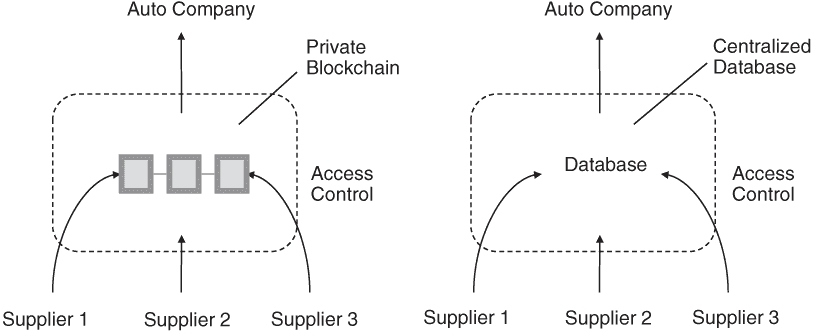 Auto Company
Private
Blockchain
Access
Control
Supplier 1
Supplier 2
Supplier 3
Auto Company
Centralized
Database
Database
Access
Control
Supplier 1
Supplier 2
Supplier 3